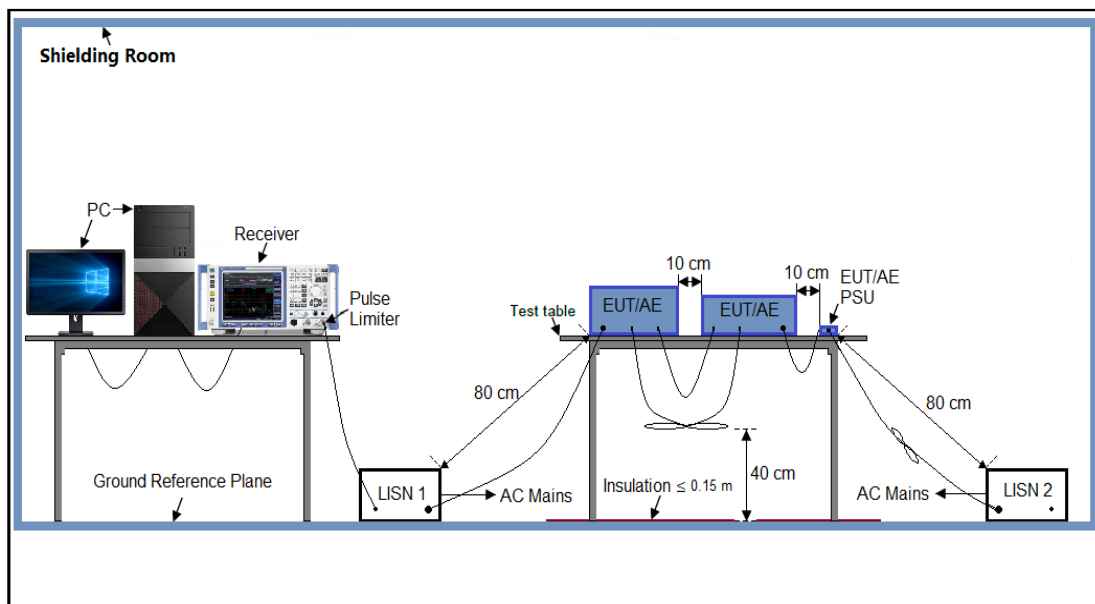 Shielding Room
PC
Receiver
Pulse
Limiter
Test table
EUT/AE
10 cm
EUT/AE
10 cm
EUT/AE
PSU
80 cm
80 cm
40 cm
Ground Reference Plane
LISN 1
AC Mains
Insulation ≤ 0.15 m
AC Mains
LISN 2